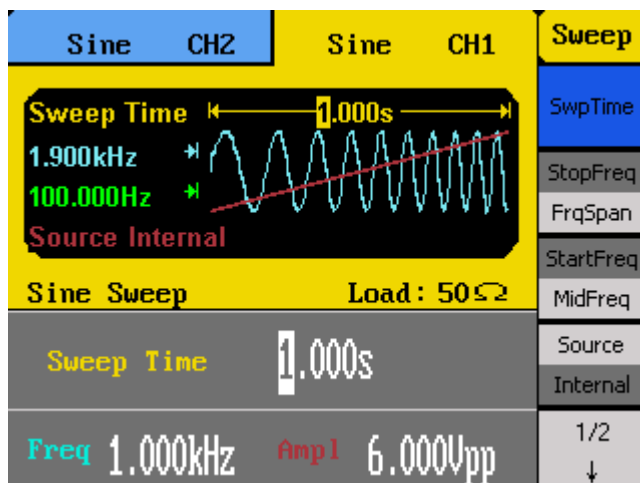 Sine CH2
Sine CH1
Sweep
Sweep Time 1.000s
1.900kHz
100.000Hz
Source Internal
Sine Sweep Load: 50Ω
Sweep Time 1.000s
Freq 1.000kHz Ampl 6.000Vpp
SwpTime
StopFreq
FrqSpan
StartFreq
MidFreq
Source
Internal
1/2
↓